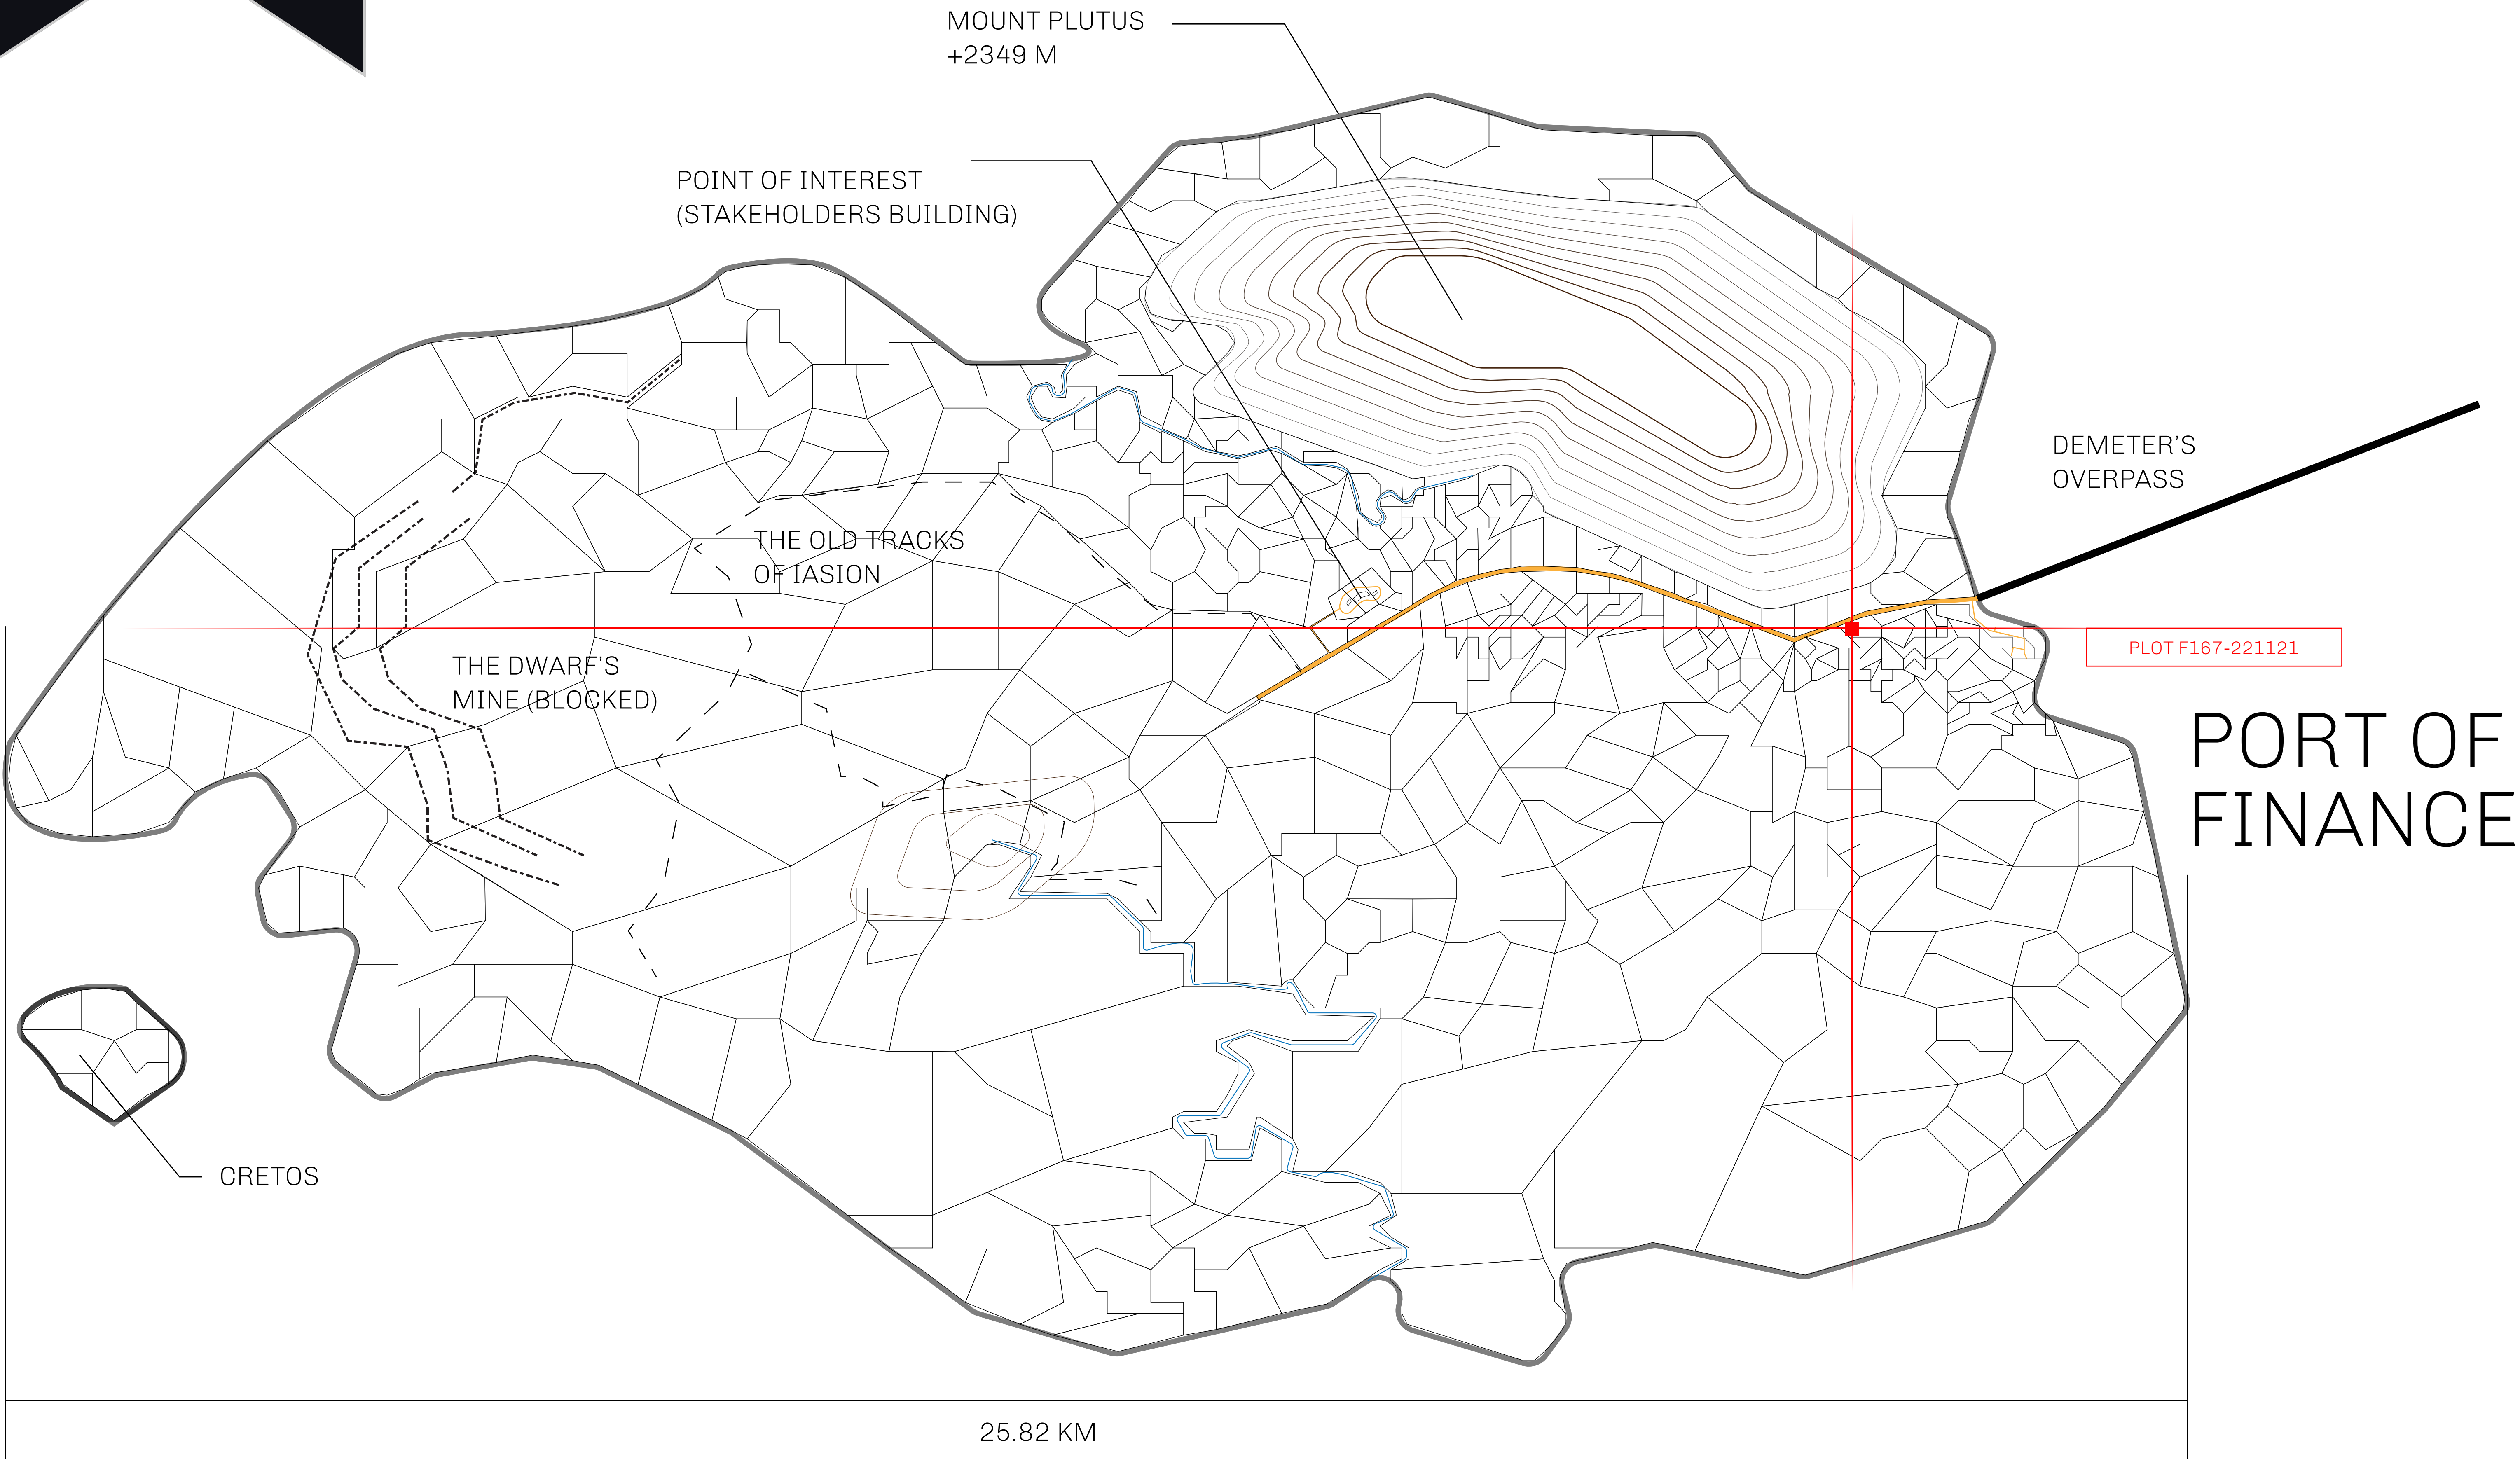 MOUNT PLUTUS
+2349 M
POINT OF INTEREST
(STAKEHOLDERS BUILDING)
DEMETER'S
OVERPASS
THE OLD TRACKS
OF IASION
THE DWARF'S
MINE (BLOCKED)
PLOT F167-221121
PORT OF
FINANCE
CRETOS
25.82 KM